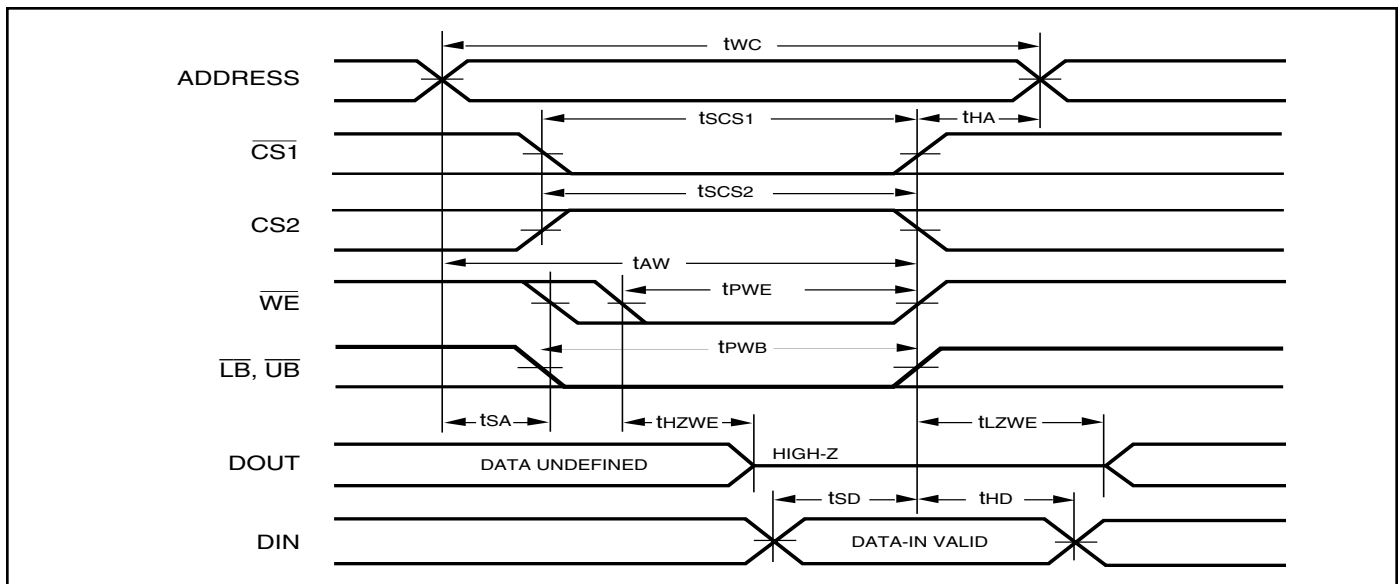 tWC
ADDRESS
tSCS1
tHA
CS1
tSCS2
CS2
tAW
WE
tPWE
tPWB
LB, UB
tSA
tHZWE
tLZWE
DOUT
DATA UNDEFINED
HIGH-Z
tSD
tHD
DIN
DATA-IN VALID